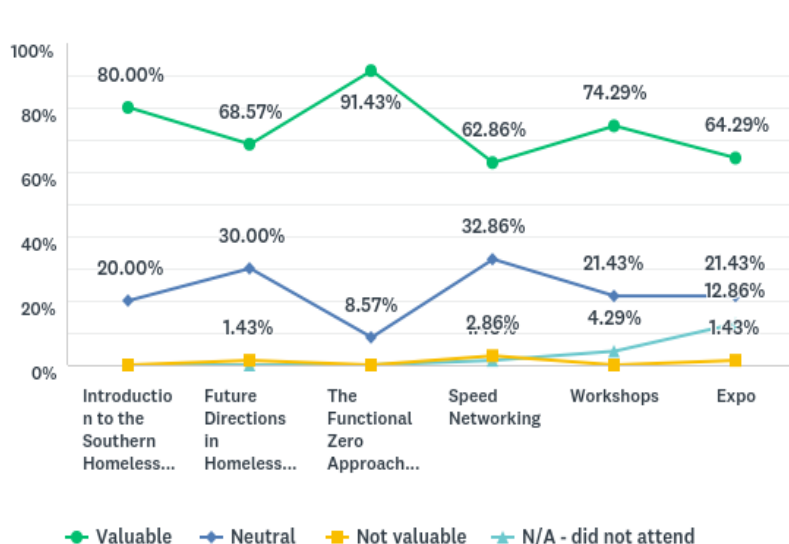 100%
80%
60%
40%
20%
0%
80.00%
68.57%
91.43%
62.86%
74.29%
64.29%
20.00%
30.00%
8.57%
32.86%
21.43%
21.43%
12.86%
1.43%
2.86%
4.29%
1.43%
Introductio
n to the
Southern
Homeless...
Future
Directions
in
Homeless...
The
Functional
Zero
Approach...
Speed
Networking
Workshops
Expo
Valuable
Neutral
Not valuable
N/A - did not attend